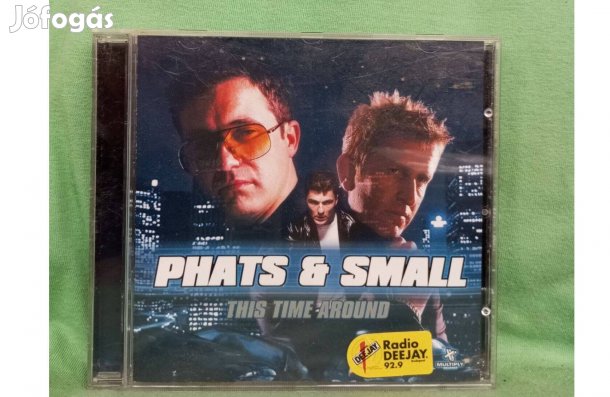 Jófogás
PHATS & SMALL
THIS TIME AROUND
DEEJAY
Radio
DEEJAY
92.9
MULTIPLY